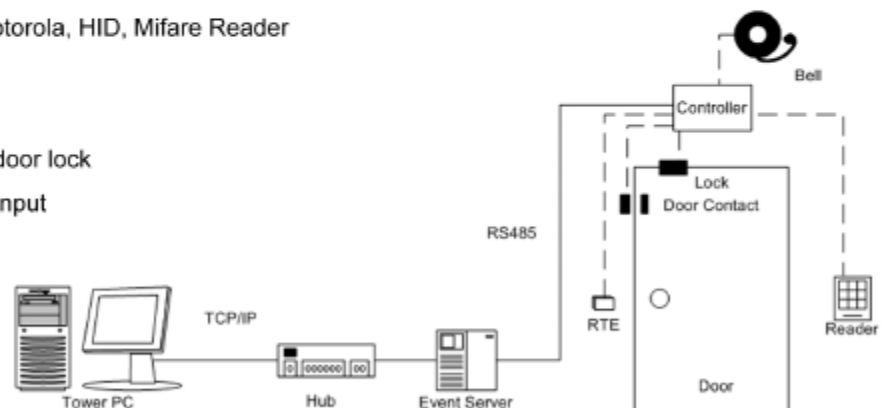 otorola, HID, Mifare Reader
Bell
Controller
door lock
Lock
nput
Door Contact
RS485
TCP/IP
RTE
Reader
Door
Tower PC
Hub
Event Server